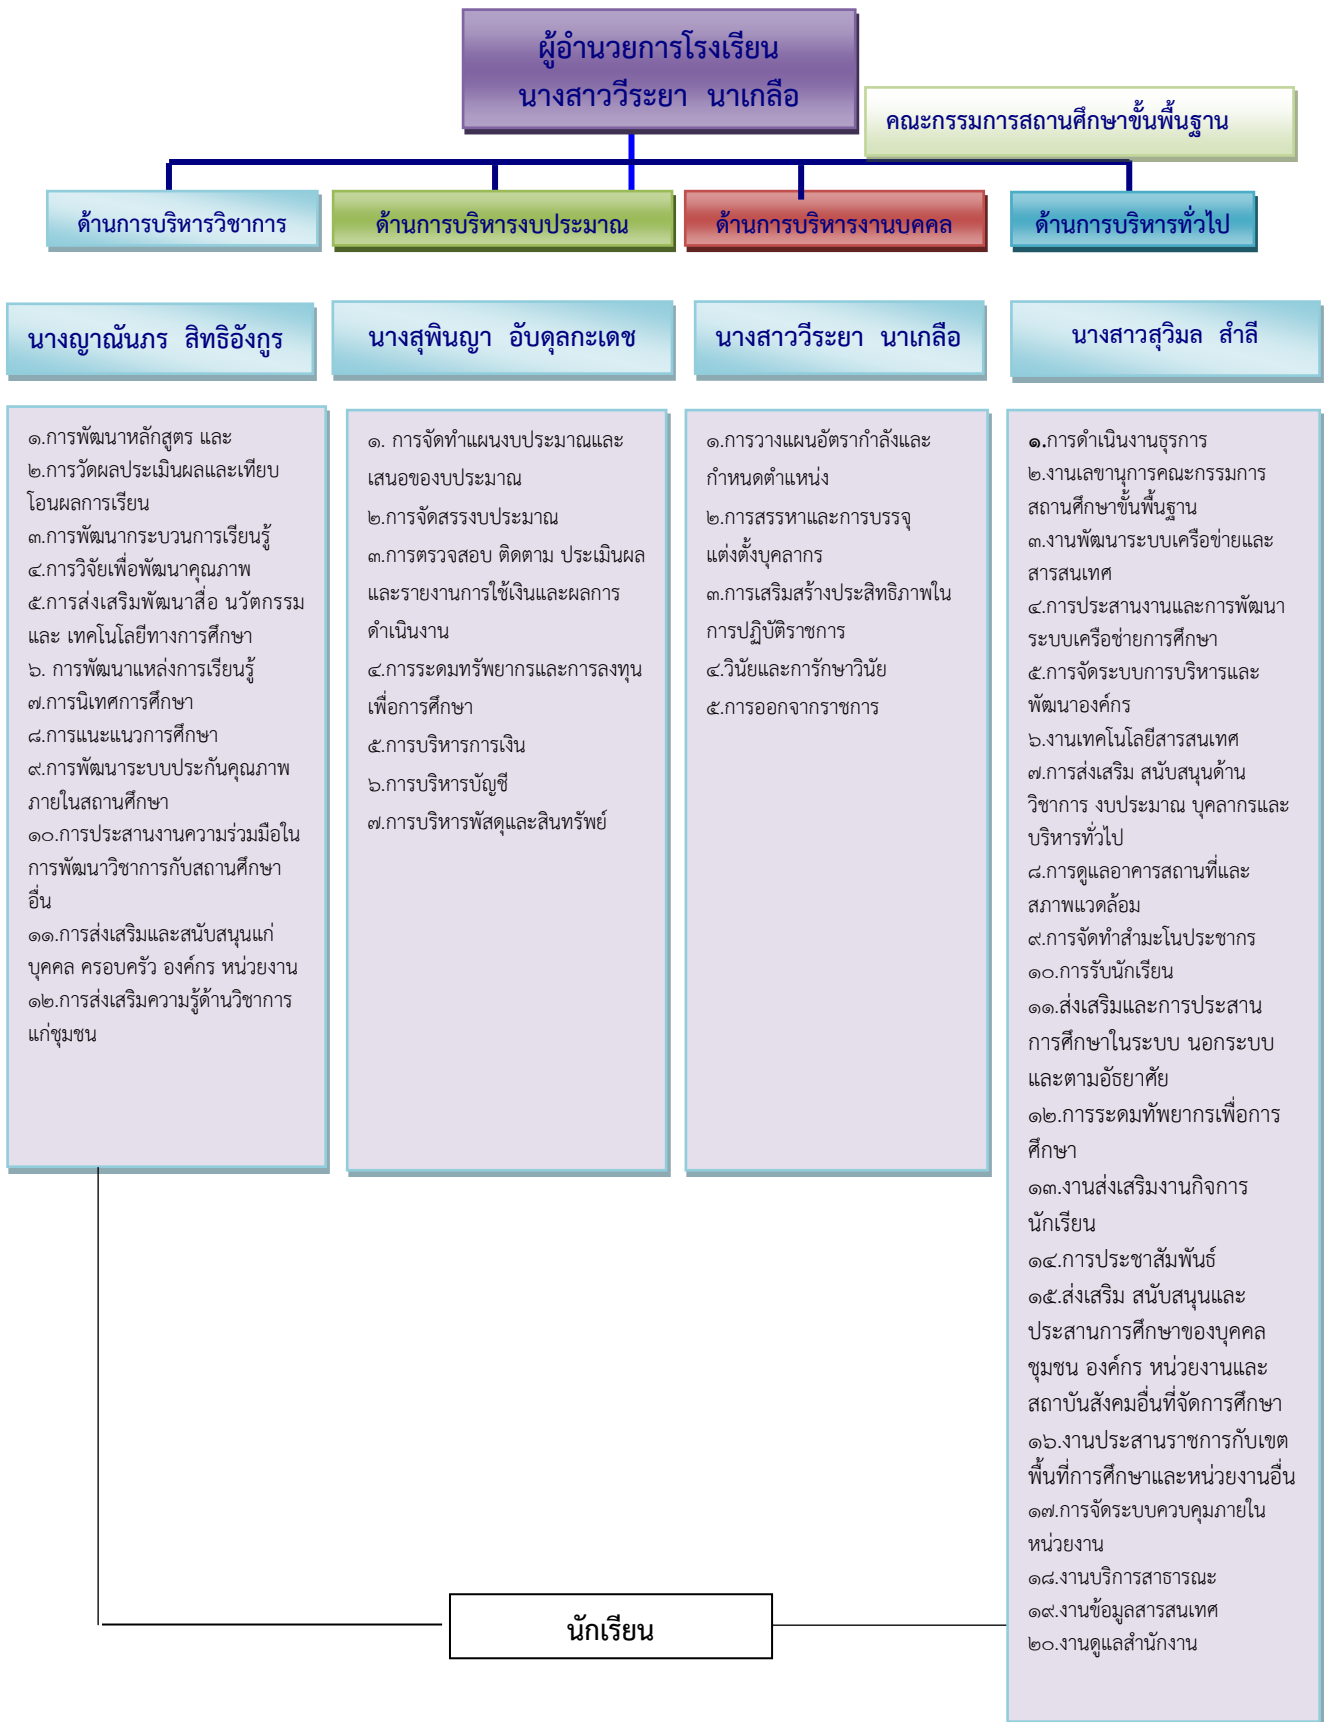 ผู้อำนวยการโรงเรียน
นางสาววีระยา นาเกลือ
คณะกรรมการสถานศึกษาขั้นพื้นฐาน
ด้านการบริหารวิชาการ
ด้านการบริหารงบประมาณ
ด้านการบริหารงานบคคล
ด้านการบริหารทั่วไป
นางญาณันภร สิทธิอังกูร
นางสุพินญา อับดุลกะเดช
นางสาววีระยา นาเกลือ
นางสาวสุวิมล สำลี
๑.การพัฒนาหลักสูตร และ
๒.การวัดผลประเมินผลและเทียบ
โอนผลการเรียน
๓.การพัฒนากระบวนการเรียนรู้
๔.การวิจัยเพื่อพัฒนาคุณภาพ
๕.การส่งเสริมพัฒนาสื่อ นวัตกรรม
และ เทคโนโลยีทางการศึกษา
๖. การพัฒนาแหล่งการเรียนรู้
๗.การนิเทศการศึกษา
๘.การแนะแนวการศึกษา
๙.การพัฒนาระบบประกันคุณภาพ
ภายในสถานศึกษา
๑๐.การประสานงานความร่วมมือใน
การพัฒนาวิชาการกับสถานศึกษา
อื่น
๑๑.การส่งเสริมและสนับสนุนแก่
บุคคล ครอบครัว องค์กร หน่วยงาน
๑๒.การส่งเสริมความรู้ด้านวิชาการ
แก่ชุมชน
๑. การจัดทำแผนงบประมาณและ
เสนอของบประมาณ
๒.การจัดสรรงบประมาณ
๓.การตรวจสอบ ติดตาม ประเมินผล
และรายงานการใช้เงินและผลการ
ดำเนินงาน
๔.การระดมทรัพยากรและการลงทุน
เพื่อการศึกษา
๕.การบริหารการเงิน
๖.การบริหารบัญชี
๗.การบริหารพัสดุและสินทรัพย์
๑.การวางแผนอัตรากำลังและ
กำหนดตำแหน่ง
๒.การสรรหาและการบรรจุ
แต่งตั้งบุคลากร
๓.การเสริมสร้างประสิทธิภาพใน
การปฏิบัติราชการ
๔.วินัยและการักษาวินัย
๕.การออกจากราชการ
๑.การดำเนินงานธุรการ
๒.งานเลขานุการคณะกรรมการ
สถานศึกษาขั้นพื้นฐาน
๓.งานพัฒนาระบบเครือข่ายและ
สารสนเทศ
๔.การประสานงานและการพัฒนา
ระบบเครือช่ายการศึกษา
๕.การจัดระบบการบริหารและ
พัฒนาองค์กร
๖.งานเทคโนโลยีสารสนเทศ
๗.การส่งเสริม สนับสนุนด้าน
วิชาการ งบประมาณ บุคลากรและ
บริหารทั่วไป
๘.การดูแลอาคารสถานที่และ
สภาพแวดล้อม
๙.การจัดทำสำมะโนประชากร
๑๐.การรับนักเรียน
๑๑.ส่งเสริมและการประสาน
การศึกษาในระบบ นอกระบบ
และตามอัธยาศัย
๑๒.การระดมทัพยากรเพื่อการ
ศึกษา
๑๓.งานส่งเสริมงานกิจการ
นักเรียน
๑๔.การประชาสัมพันธ์
๑๕.ส่งเสริม สนับสนุนและ
ประสานการศึกษาของบุคคล
ชุมชน องค์กร หน่วยงานและ
สถาบันสังคมอื่นที่จัดการศึกษา
๑๖.งานประสานราชการกับเขต
พื้นที่การศึกษาและหน่วยงานอื่น
๑๗.การจัดระบบควบคุมภายใน
หน่วยงาน
๑๘.งานบริการสาธารณะ
๑๙.งานข้อมูลสารสนเทศ
๒๐.งานดูแลสำนักงาน
นักเรียน